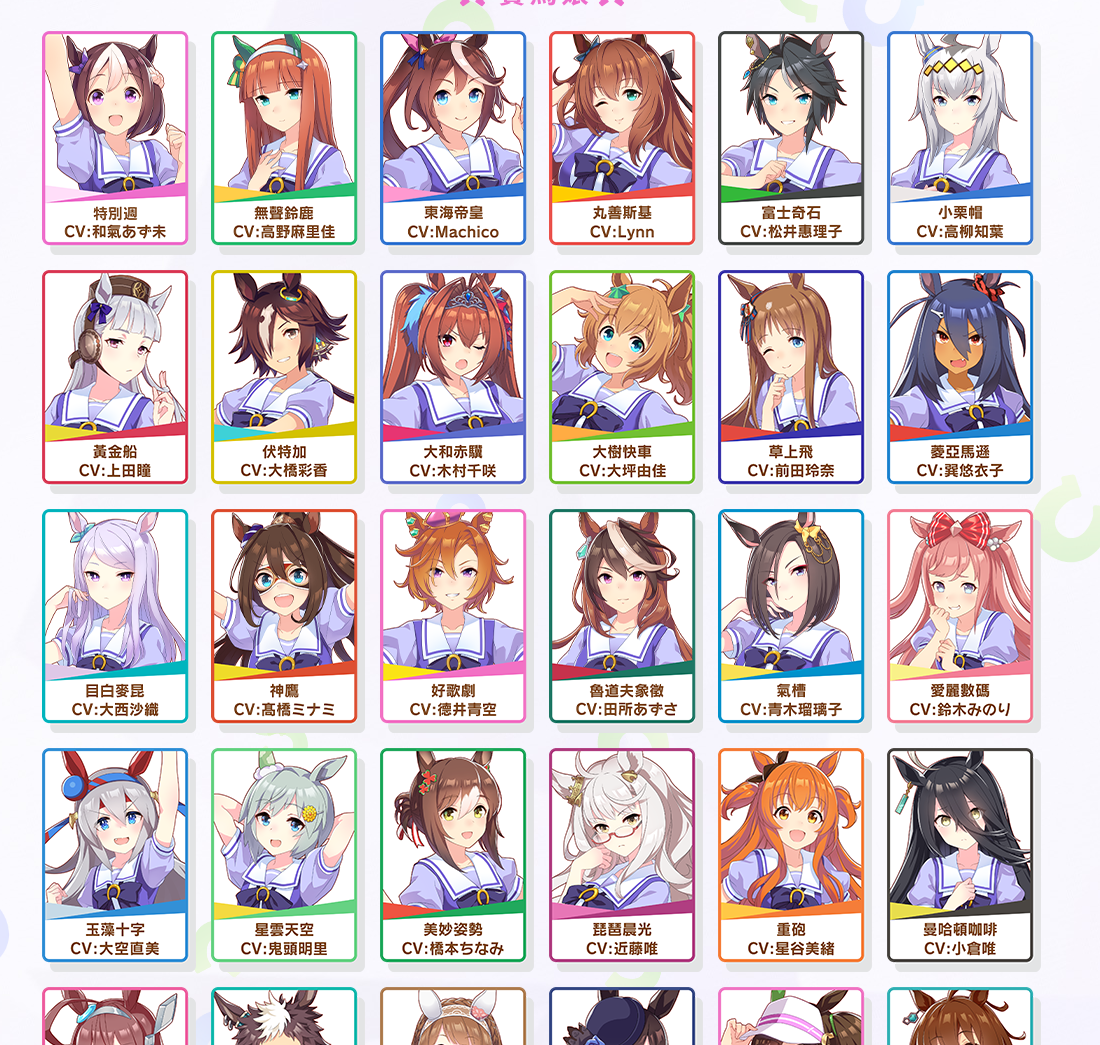 賽馬娘
特別週
CV:和氣あず未
無聲鈴鹿
CV:高野麻里佳
東海帝皇
CV:Machico
丸善斯基
CV:Lynn
富士奇石
CV:松井惠理子
小栗帽
CV:高柳知葉
黃金船
CV:上田瞳
伏特加
CV:大橋彩香
大和赤驥
CV:木村千咲
大樹快車
CV:大坪由佳
草上飛
CV:前田玲奈
菱亞馬遜
CV:巽悠衣子
目白麥昆
CV:大西沙織
神鷹
CV:髙橋ミナミ
好歌劇
CV:德井青空
魯道夫象徵
CV:田所あずさ
氣槽
CV:青木瑠璃子
愛麗數碼
CV:鈴木みのり
玉藻十字
CV:大空直美
星雲天空
CV:鬼頭明里
美妙姿勢
CV:橋本ちなみ
琵琶晨光
CV:近藤唯
重砲
CV:星谷美緒
曼哈頓咖啡
CV:小倉唯